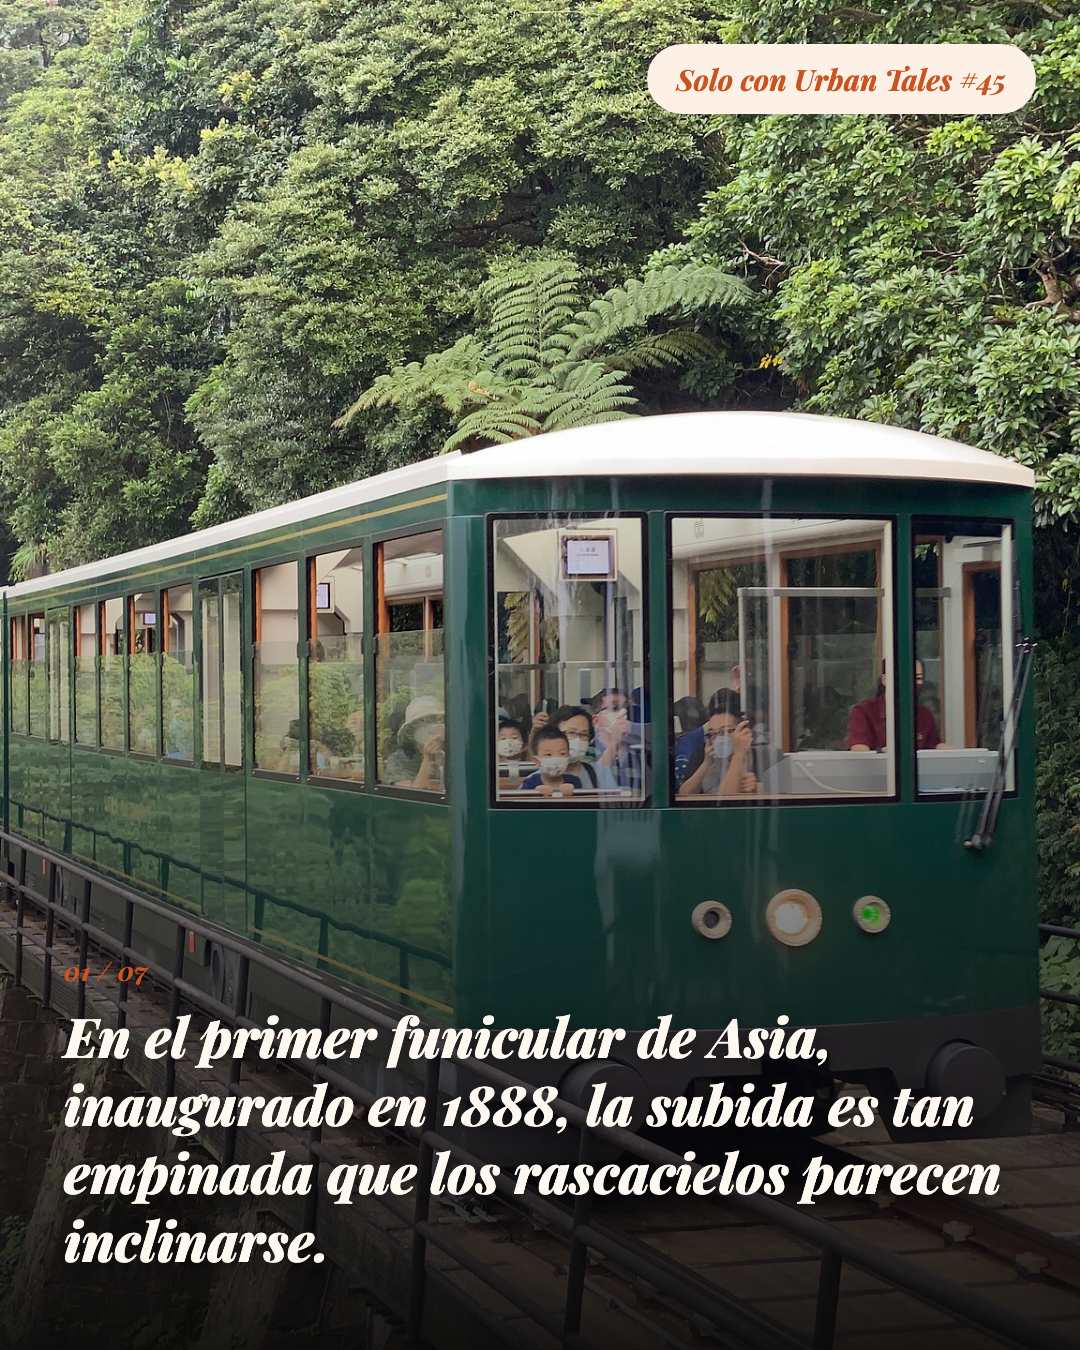 Solo con Urban Tales #45
01 / 07
En el primer funicular de Asia,
inaugurado en 1888, la subida es tan
empinada que los rascacielos parecen
inclinarse.